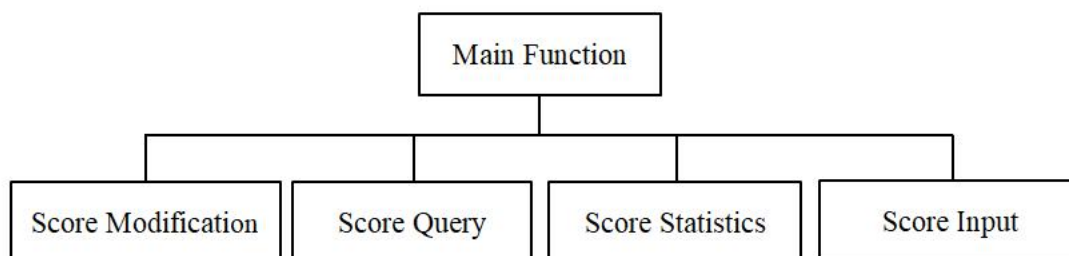 Main Function
Score Modification
Score Query
Score Statistics
Score Input